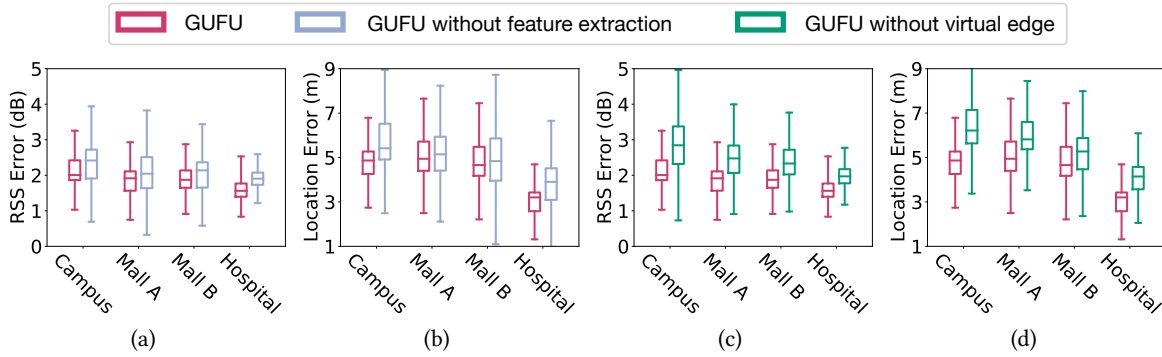 GUFU GUFU without feature extraction GUFU without virtual edge
RSS Error (dB)
5
4
3
2
1
0
Campus
Mall A
Mall B
Hospital
(a)
Location Error (m)
9
7
5
3
1
Campus
Mall A
Mall B
Hospital
(b)
RSS Error (dB)
5
4
3
2
1
0
Campus
Mall A
Mall B
Hospital
(c)
Location Error (m)
9
7
5
3
1
Campus
Mall A
Mall B
Hospital
(d)